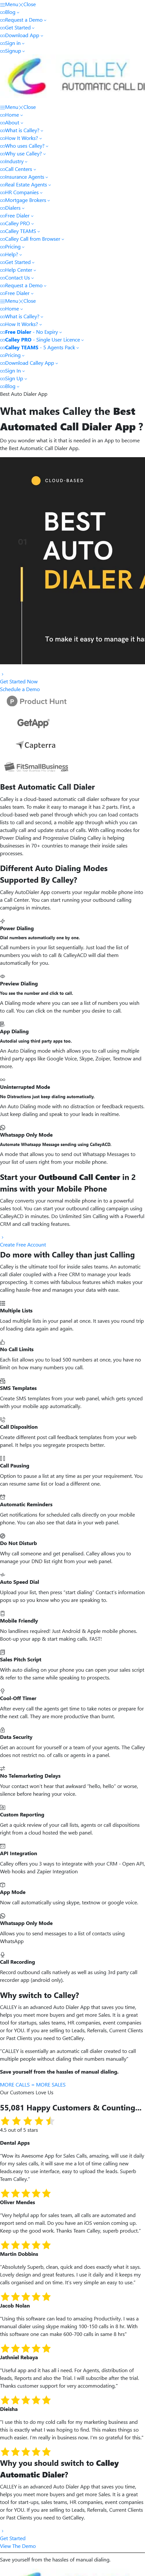 Menu Close
Blog
Request a Demo
Get Started
Download App
Sign in
Signup
CALLEY
AUTOMATIC CALL DIALER
Menu Close
Home
About
What is Calley?
How It Works?
Who uses Calley?
Why use Calley?
Industry
Call Centers
Insurance Agents
Real Estate Agents
HR Companies
Mortgage Brokers
Dialers
Free Dialer
Calley PRO
Calley TEAMS
Calley Call from Browser
Pricing
Help?
Get Started
Help Center
Contact Us
Request a Demo
Free Dialer
Menu Close
Home
What is Calley?
How It Works?
Free Dialer - No Expiry
Calley PRO - Single User Licence
Calley TEAMS - 5 Agents Pack
Pricing
Download Calley App
Sign In
Sign Up
Blog
Best Auto Dialer App
What makes Calley the Best
Automated Call Dialer App ?
Do you wonder what is it that is needed in an App to become
the Best Automatic Call Dialer App.
CLOUD-BASED
01
BEST
AUTO
DIALER A
To make it easy to manage it ha
Get Started Now
Schedule a Demo
Product Hunt
GetApp
Capterra
FitSmallBusiness
Best Automatic Call Dialer
Calley is a cloud-based automatic call dialer software for your
sales team. To make it easy to manage it has 2 parts. First, a
cloud-based web panel through which you can load contacts
lists to call and secondly, a mobile app through which you can
actually call and update status of calls. With calling modes for
Power Dialing and Progressive Dialing Calley is helping
businesses in 70+ countries to manage their inside sales
processes.
Different Auto Dialing Modes
Supported By Calley?
Calley AutoDialer App converts your regular mobile phone into
a Call Center. You can start running your outbound calling
campaigns in minutes.
Power Dialing
Dial numbers automatically one by one.
Call numbers in your list sequentially. Just load the list of
numbers you wish to call & CalleyACD will dial them
automatically for you.
Preview Dialing
You see the number and click to call.
A Dialing mode where you can see a list of numbers you wish
to call. You can click on the number you desire to call.
App Dialing
Autodial using third party apps too.
An Auto Dialing mode which allows you to call using multiple
third party apps like Google Voice, Skype, Zoiper, Textnow and
more.
Uninterrupted Mode
No Distractions just keep dialing automatically.
An Auto Dialing mode with no distraction or feedback requests.
Just keep dialing and speak to your leads in realtime.
Whatsapp Only Mode
Automate Whatsapp Message sending using CalleyACD.
A mode that allows you to send out Whatsapp Messages to
your list one by one using your mobile phone.
Start your Outbound Call Center in 2
mins with your Mobile Phone
Calley converts your mobile phone in to a powerful
sales tool. You can start your outbound calling campaign using
CalleyACD in minutes. Do Unlimited Sim Calling with a Powerful
CRM and call tracking features.
Create Free Account
Do more with Calley than just Calling
Calley is the ultimate tool for inside sales teams. An automatic
call dialer coupled with a Free CRM to manage your leads,
propsecting or manage your tele-callers. Calley makes your
calling hassle-free and manages your data with ease.
Multiple Lists
Load multiple lists in your panel at once. It saves you round trip
of loading data again and again.
No Call Limits
Each list allows you to load 500 numbers at once, you have no
limit on how many numbers you call.
SMS Templates
Create SMS templates from your web panel, which gets synced
with your mobile app automatically.
Call Disposition
Create different post call feedback templates from your web
panel. It helps you segregate prospects better.
Call Pausing
Option to pause a list at any time as per your requirement. You
can resume same list or load a different one.
Automatic Reminders
Get notifications for scheduled calls directly on your mobile
phone. You can also see that data in your web panel.
Do Not Disturb
Why call someone and get penalised. Calley allows you to
manage your DND list right from your web panel.
Auto Speed Dial
Upload your list, then press "start dialing" Contact's information
pops up so you know who you are speaking to.
Mobile Friendly
No landlines required! Just Android & Apple mobile phones.
Boot-up your app & start making calls. FAST!
Sales Pitch Script
With auto dialing on your phone you can open your sales script
& refer to the same while speaking to prospects.
Cool-Off Timer
After every call the agents get time to take notes or prepare for
the next call. They are more productive than burnt.
Data Security
Get an account for yourself or a team of your agents. The Calley
does not restrict no. of calls or agents in a panel.
No Telemarketing Delays
Your contact won't hear that awkward "hello, hello" or worse,
silence before hearing your voice.
Custom Reporting
Get a quick review of your call lists, agents or call dispositions
right from a cloud hosted the web panel.
API Integration
Calley offers you 3 ways to integrate with your CRM - Open API,
Web hooks and Zapier Integration
App Mode
Now call automatically using skype, textnow or google voice.
Whatsapp Only Mode
Allows you to send messages to a list of contacts using
WhatsApp
Call Recording
Record outbound calls natively as well as using 3rd party call
recorder app (android only).
Why switch to Calley?
CALLEY is an advanced Auto Dialer App that saves you time,
helps you meet more buyers and get more Sales. It is a great
tool for startups, sales teams, HR companies, event companies
or for YOU. If you are selling to Leads, Referrals, Current Clients
or Past Clients you need to GetCalley.
"CALLEY is essentially an automatic call dialer created to call
multiple people without dialing their numbers manually"
Save yourself from the hassles of manual dialing.
MORE CALLS = MORE SALES
Our Customers Love Us
55,081 Happy Customers & Counting...
4.5 out of 5 stars
Dental Apps
"Wow its Awesome App for Sales Calls, amazing, will use it daily
for my sales calls, it will save me a lot of time for calling new
leads,easy to use interface, easy to upload the leads. Superb
Team Calley."
Oliver Mendes
"Very helpful app for sales team, all calls are automated and
report send on mail. Do you have an iOS version coming up.
Keep up the good work. Thanks Team Calley, superb product."
Martin Dobbins
"Absolutely Superb, clean, quick and does exactly what it says.
Lovely design and great features. I use it daily and it keeps my
calls organised and on time. It's very simple and easy to use."
Jacob Nolan
"Using this software can lead to amazing Productivity. I was a
manual dialer using skype making 100-150 calls in 8 hr. With
this software one can make 600-700 calls in same 8 hrs"
Jathniel Rabaya
"Useful app and it has all I need. For Agents, distribution of
leads, Reports and also the Trial. I will subscribe after the trial.
Thanks customer support for very accommodating."
Dleisha
"I use this to do my cold calls for my marketing business and
this is exactly what I was looking for. This makes things so
much easier. I'm really in business now. I'm so grateful for this."
Why you should switch to Calley
Automatic Dialer?
CALLEY is an advanced Auto Dialer App that saves you time,
helps you meet more buyers and get more Sales. It is a great
tool for start-ups, sales teams, HR companies, event companies
or for YOU. If you are selling to Leads, Referrals, Current Clients
or Past Clients you need to GetCalley.
Get Started
View The Demo
Save yourself from the hassles of manual dialing.